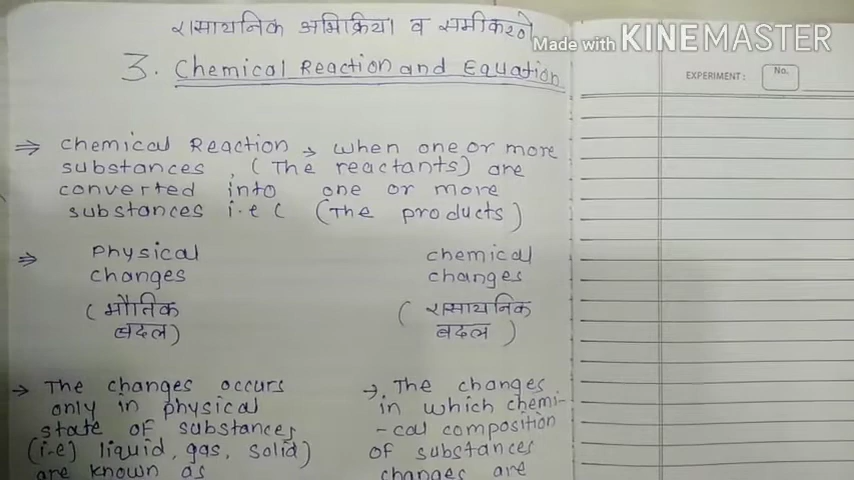 रासायनिक अभिक्रिया व समीकरणे
Made with KINEMASTER
3. Chemical Reaction and Equation
EXPERIMENT : No.
⇒ Chemical Reaction → when one or more
substances, (The reactants) are
converted into one or more
substances i.e ( (The products)
⇒ Physical changes
(भौतिक बदल)
chemical changes
(रासायनिक बदल)
→ The changes occurs
only in physical
state of substances
(i.e) liquid, gas, solid)
are known as
→. The changes
in which chemi-
-cal composition
of substances
changes are